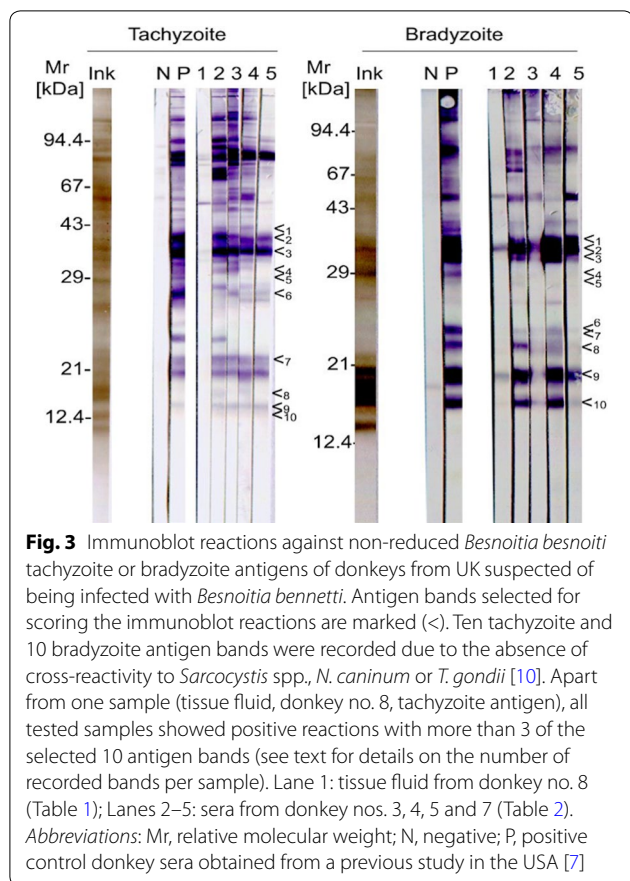 Tachyzoite
Bradyzoite
Mr
[kDa]
Ink
N P 1 2 3 4 5
94.4-
67-
43-
29-
21-
12.4-
<1
<2
<3
<4
<5
<6
<7
<8
<9
<10
Mr
[kDa]
Ink
N P 1 2 3 4 5
94.4-
67-
43-
29-
21-
12.4-
<1
<2
<3
<4
<5
<6
<7
<8
<9
<10
Fig. 3 Immunoblot reactions against non-reduced Besnoitia besnoiti
tachyzoite or bradyzoite antigens of donkeys from UK suspected of
being infected with Besnoitia bennetti. Antigen bands selected for
scoring the immunoblot reactions are marked (<). Ten tachyzoite and
10 bradyzoite antigen bands were recorded due to the absence of
cross-reactivity to Sarcocystis spp., N. caninum or T. gondii [10]. Apart
from one sample (tissue fluid, donkey no. 8, tachyzoite antigen), all
tested samples showed positive reactions with more than 3 of the
selected 10 antigen bands (see text for details on the number of
recorded bands per sample). Lane 1: tissue fluid from donkey no. 8
(Table 1); Lanes 2–5: sera from donkey nos. 3, 4, 5 and 7 (Table 2).
Abbreviations: Mr, relative molecular weight; N, negative; P, positive
control donkey sera obtained from a previous study in the USA [7]